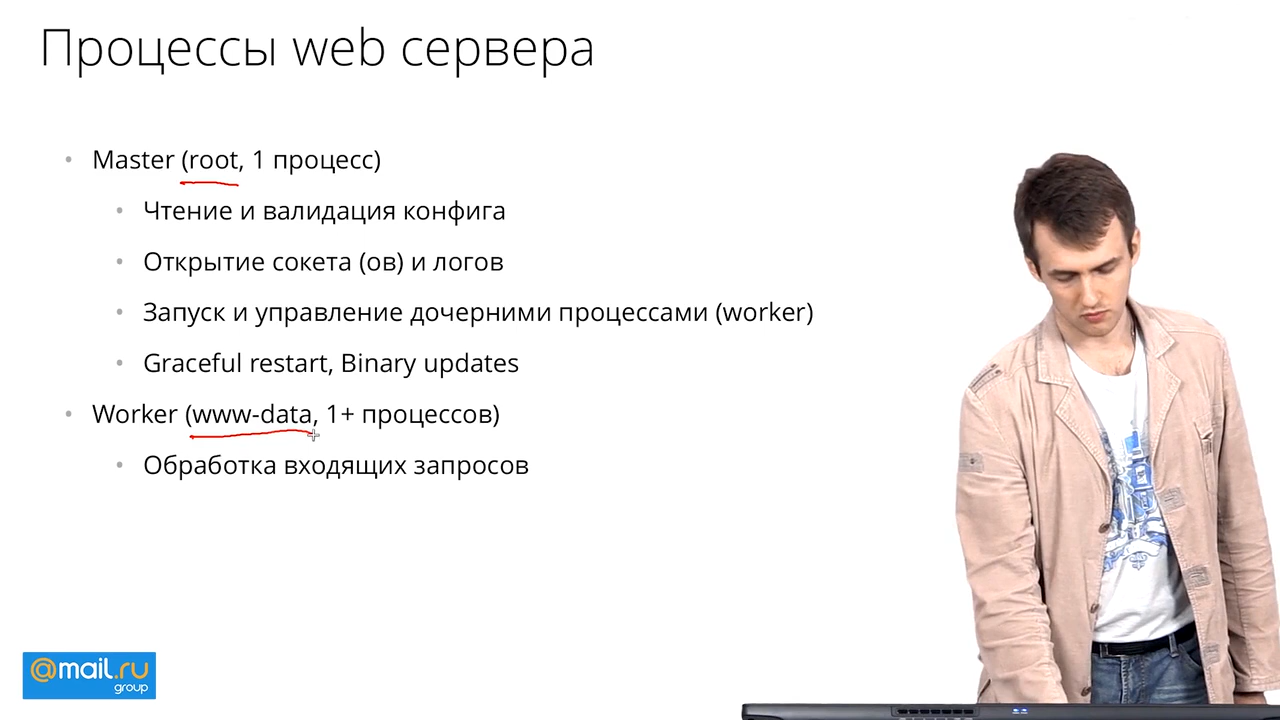 Процессы web сервера
• Master (root, 1 процесс)
• Чтение и валидация конфига
• Открытие сокета (ов) и логов
• Запуск и управление дочерними процессами (worker)
• Graceful restart, Binary updates
• Worker (www-data, 1+ процессов)
• Обработка входящих запросов
@mail.ru
group